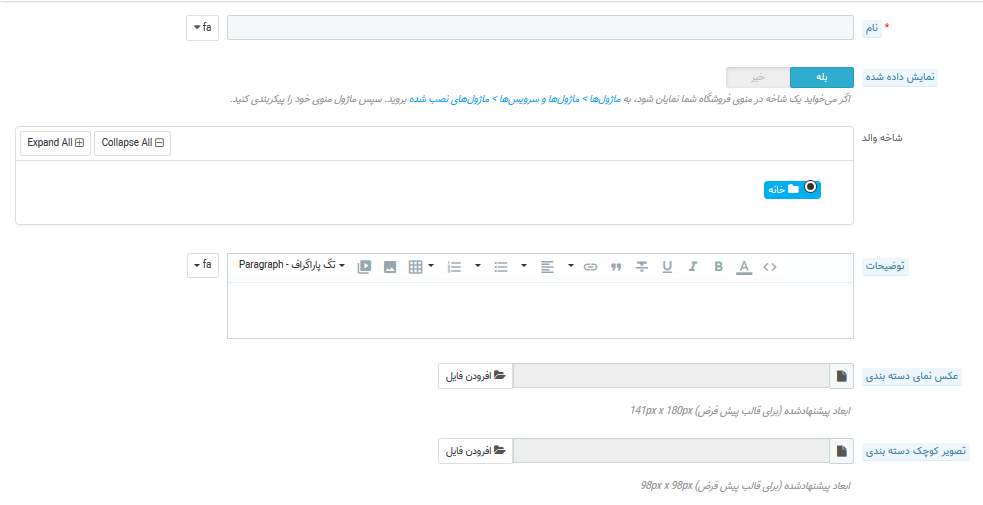 * نام
fa
نمایش داده شده
بله
خیر
اگر می‌خواید یک شاخه در منوی فروشگاه شما نمایان شود، به ماژول‌ها > ماژول‌ها و سرویس‌ها > ماژول‌های نصب شده بروید. سپس ماژول منوی خود را پیکربندی کنید.
شاخه والد
Collapse All
Expand All
خانه
توضیحات
Paragraph - تگ پاراگراف
fa
عکس نمای دسته بندی
افزودن فایل
ابعاد پیشنهادشده (برای قالب پیش فرض) 141px x 180px
تصویر کوچک دسته بندی
افزودن فایل
ابعاد پیشنهادشده (برای قالب پیش فرض) 98px x 98px